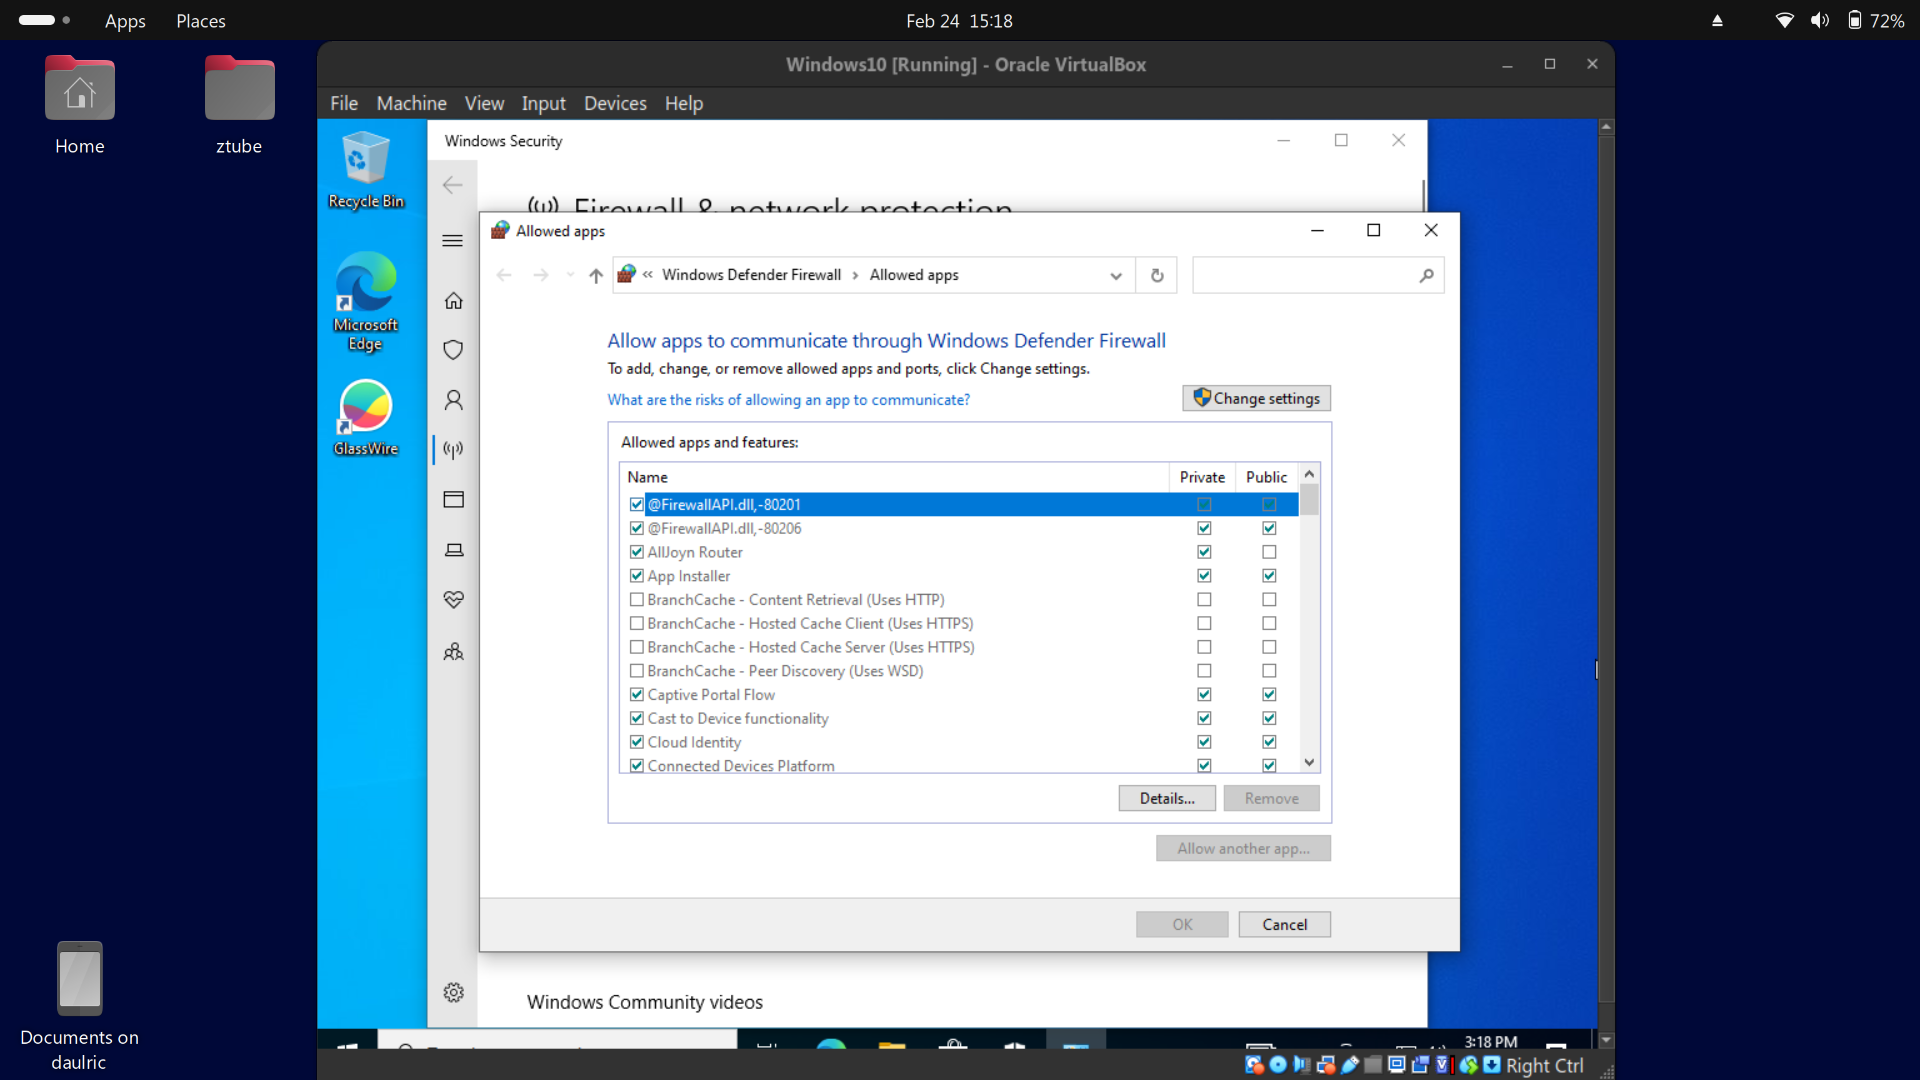 Apps Places Feb 24 15:18 72%
Home
ztube
Documents on
daulric
Windows10 [Running] - Oracle VirtualBox
File Machine View Input Devices Help
Recycle Bin
Microsoft
Edge
GlassWire
Windows Security
Firewall & network protection
Allowed apps
« Windows Defender Firewall › Allowed apps
Allow apps to communicate through Windows Defender Firewall
To add, change, or remove allowed apps and ports, click Change settings.
What are the risks of allowing an app to communicate?
Change settings
Allowed apps and features:
Name Private Public
@FirewallAPI.dll,-80201
@FirewallAPI.dll,-80206
AllJoyn Router
App Installer
BranchCache - Content Retrieval (Uses HTTP)
BranchCache - Hosted Cache Client (Uses HTTPS)
BranchCache - Hosted Cache Server (Uses HTTPS)
BranchCache - Peer Discovery (Uses WSD)
Captive Portal Flow
Cast to Device functionality
Cloud Identity
Connected Devices Platform
Details... Remove
Allow another app...
OK Cancel
Windows Community videos
3:18 PM
Right Ctrl